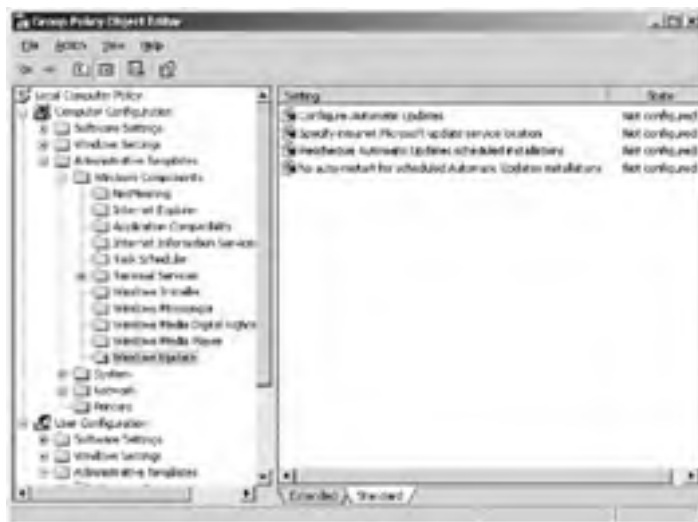 Group Policy Object Editor
File Action View Help
Local Computer Policy
Computer Configuration
Software Settings
Windows Settings
Administrative Templates
Windows Components
NetMeeting
Internet Explorer
Application Compatibility
Internet Information Services
Task Scheduler
Terminal Services
Windows Installer
Windows Messenger
Windows Media Digital Rights
Windows Media Player
Windows Update
System
Network
Printers
User Configuration
Software Settings
Windows Settings
Administrative Templates
Setting State
Configure Automatic Updates Not configured
Specify intranet Microsoft update service location Not configured
Reschedule Automatic Updates scheduled installations Not configured
No auto-restart for scheduled Automatic Updates installations Not configured
Extended Standard